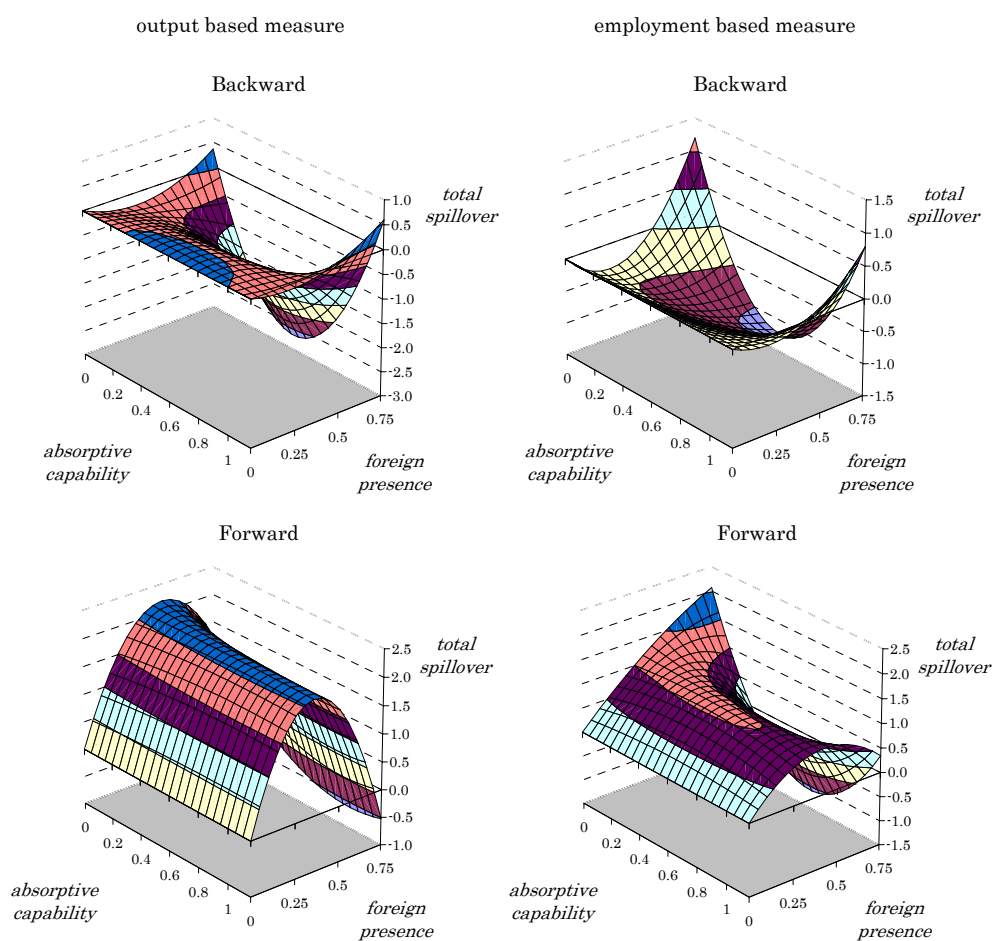 output based measure
employment based measure
Backward
total
spillover
1.0
0.5
0.0
-0.5
-1.0
-1.5
-2.0
-2.5
-3.0
0
0.2
0.4
0.6
0.8
1
0
0.25
0.5
0.75
absorptive
capability
foreign
presence
Backward
total
spillover
1.5
1.0
0.5
0.0
-0.5
-1.0
-1.5
0
0.2
0.4
0.6
0.8
1
0
0.25
0.5
0.75
absorptive
capability
foreign
presence
Forward
total
spillover
2.5
2.0
1.5
1.0
0.5
0.0
-0.5
-1.0
0
0.2
0.4
0.6
0.8
1
0
0.25
0.5
0.75
absorptive
capability
foreign
presence
Forward
total
spillover
2.5
2.0
1.5
1.0
0.5
0.0
-0.5
-1.0
-1.5
0
0.2
0.4
0.6
0.8
1
0
0.25
0.5
0.75
absorptive
capability
foreign
presence